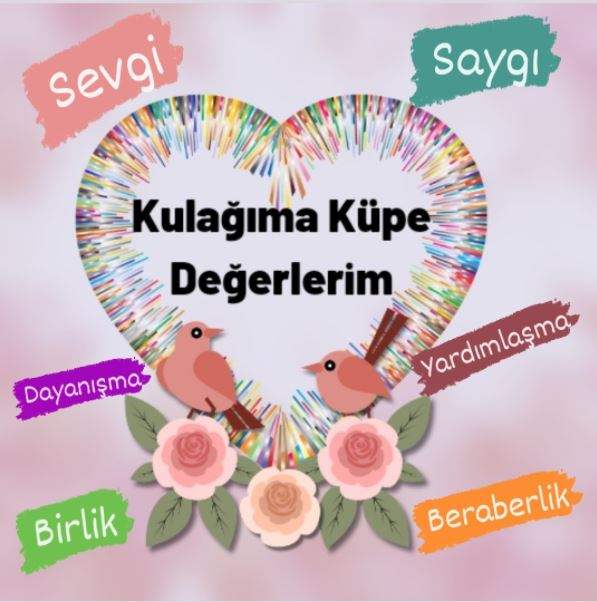 Sevgi
Saygı
Kulağıma Küpe
Değerlerim
Dayanışma
Yardımlaşma
Birlik
Beraberlik